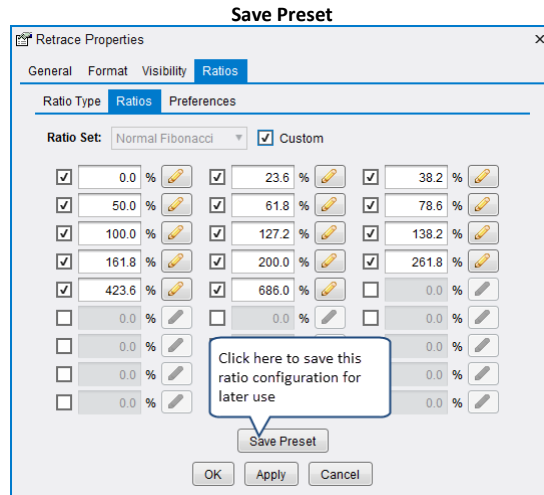 Save Preset
Retrace Properties
General Format Visibility Ratios
Ratio Type Ratios Preferences
Ratio Set: Normal Fibonacci Custom
0.0 % 23.6 % 38.2 %
50.0 % 61.8 % 78.6 %
100.0 % 127.2 % 138.2 %
161.8 % 200.0 % 261.8 %
423.6 % 686.0 % 0.0 %
0.0 % 0.0 % 0.0 %
0.0 % 0.0 %
0.0 % 0.0 %
0.0 % 0.0 %
Click here to save this
ratio configuration for
later use
Save Preset
OK Apply Cancel